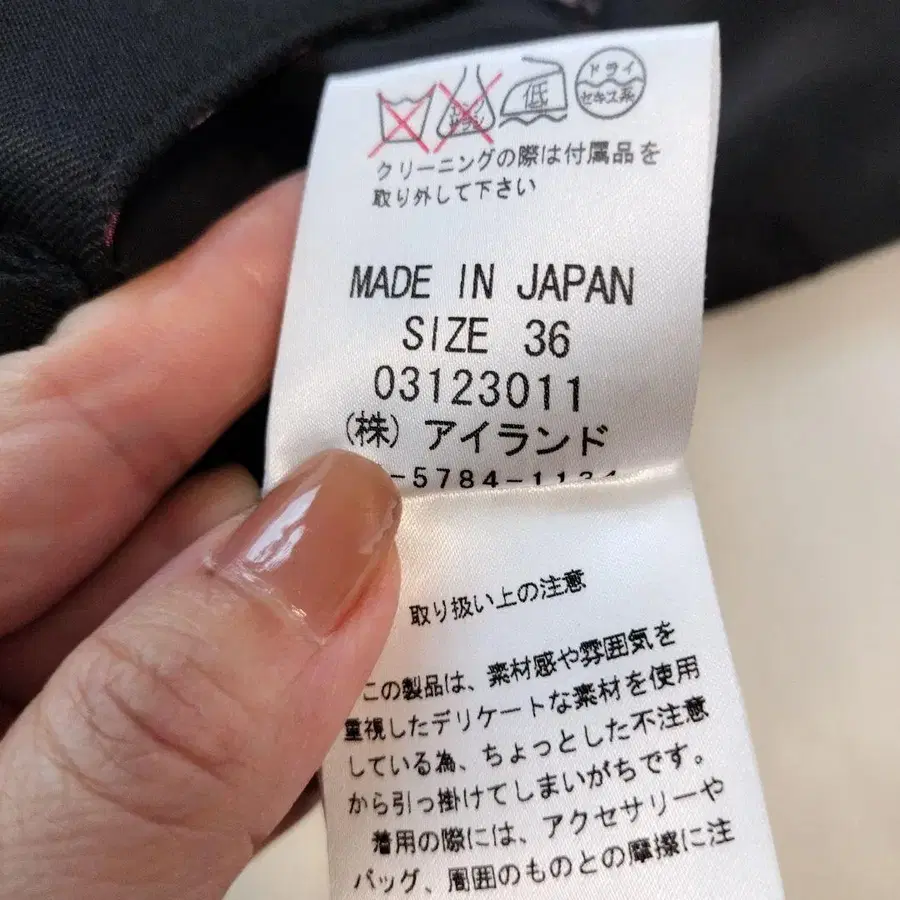 低
ドライ
セキユ系
クリーニングの際は付属品を
取り外して下さい
MADE IN JAPAN
SIZE 36
03123011
(株) アイランド
-5784-1134
取り扱い上の注意
この製品は、素材感や雰囲気を
重視したデリケートな素材を使用
している為、ちょっとした不注意
から引っ掛けてしまいがちです。
着用の際には、アクセサリーや
バッグ、周囲のものとの摩擦に注